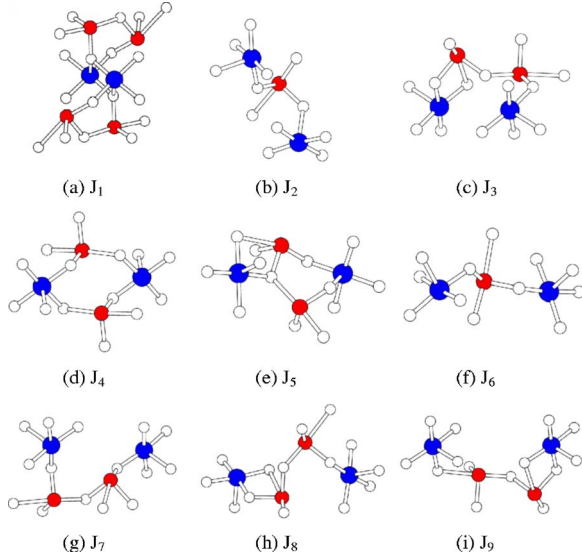 (a) J₁
(b) J₂
(c) J₃
(d) J₄
(e) J₅
(f) J₆
(g) J₇
(h) J₈
(i) J₉